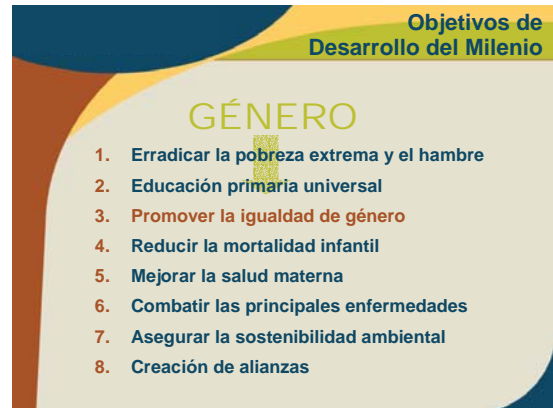 Objetivos de
Desarrollo del Milenio
GÉNERO
1. Erradicar la pobreza extrema y el hambre
2. Educación primaria universal
3. Promover la igualdad de género
4. Reducir la mortalidad infantil
5. Mejorar la salud materna
6. Combatir las principales enfermedades
7. Asegurar la sostenibilidad ambiental
8. Creación de alianzas